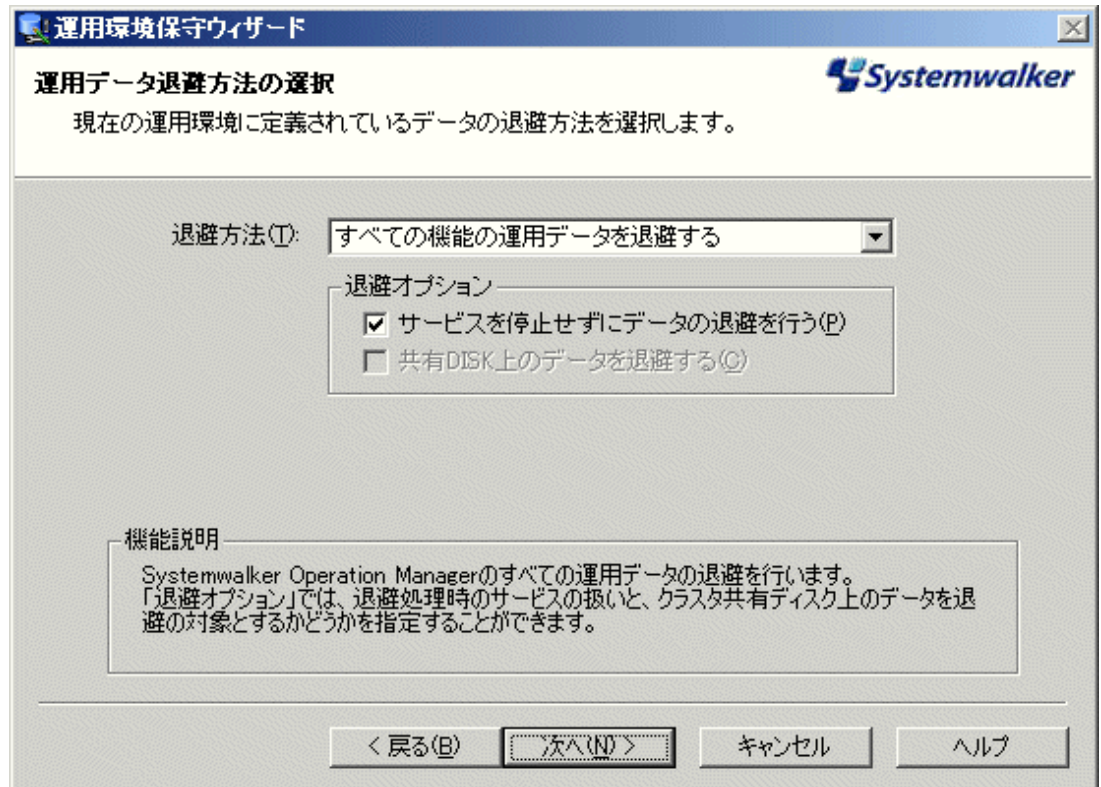 運用環境保守ウィザード
運用データ退避方法の選択
Systemwalker
現在の運用環境に定義されているデータの退避方法を選択します。
退避方法(T):
すべての機能の運用データを退避する
退避オプション
サービスを停止せずにデータの退避を行う(P)
共有DISK上のデータを退避する(C)
機能説明
Systemwalker Operation Managerのすべての運用データの退避を行います。
「退避オプション」では、退避処理時のサービスの扱いと、クラスタ共有ディスク上のデータを退
避の対象とするかどうかを指定することができます。
< 戻る(B)
次へ(N) >
キャンセル
ヘルプ